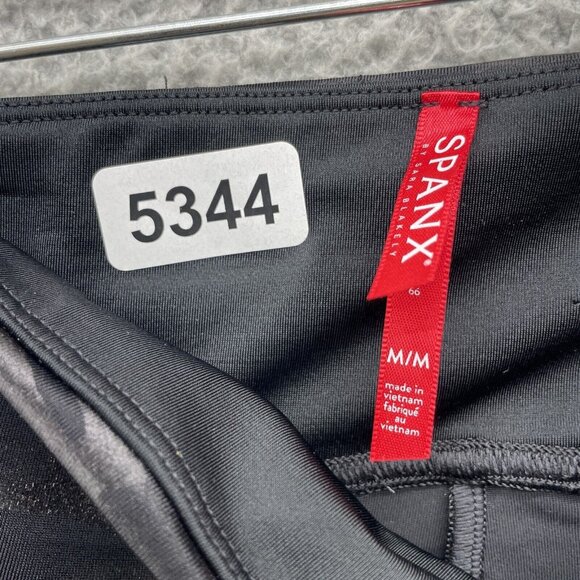 5344
SPANX®
BY SARA BLAKELY
66
M/M
made in
vietnam
fabriqué
au
vietnam